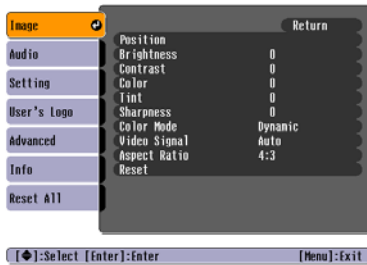 Image
Audio
Setting
User's Logo
Advanced
Info
Reset All
Return
Position
Brightness 0
Contrast 0
Color 0
Tint 0
Sharpness 0
Color Mode Dynamic
Video Signal Auto
Aspect Ratio 4:3
Reset
[◆]:Select [Enter]:Enter [Menu]:Exit